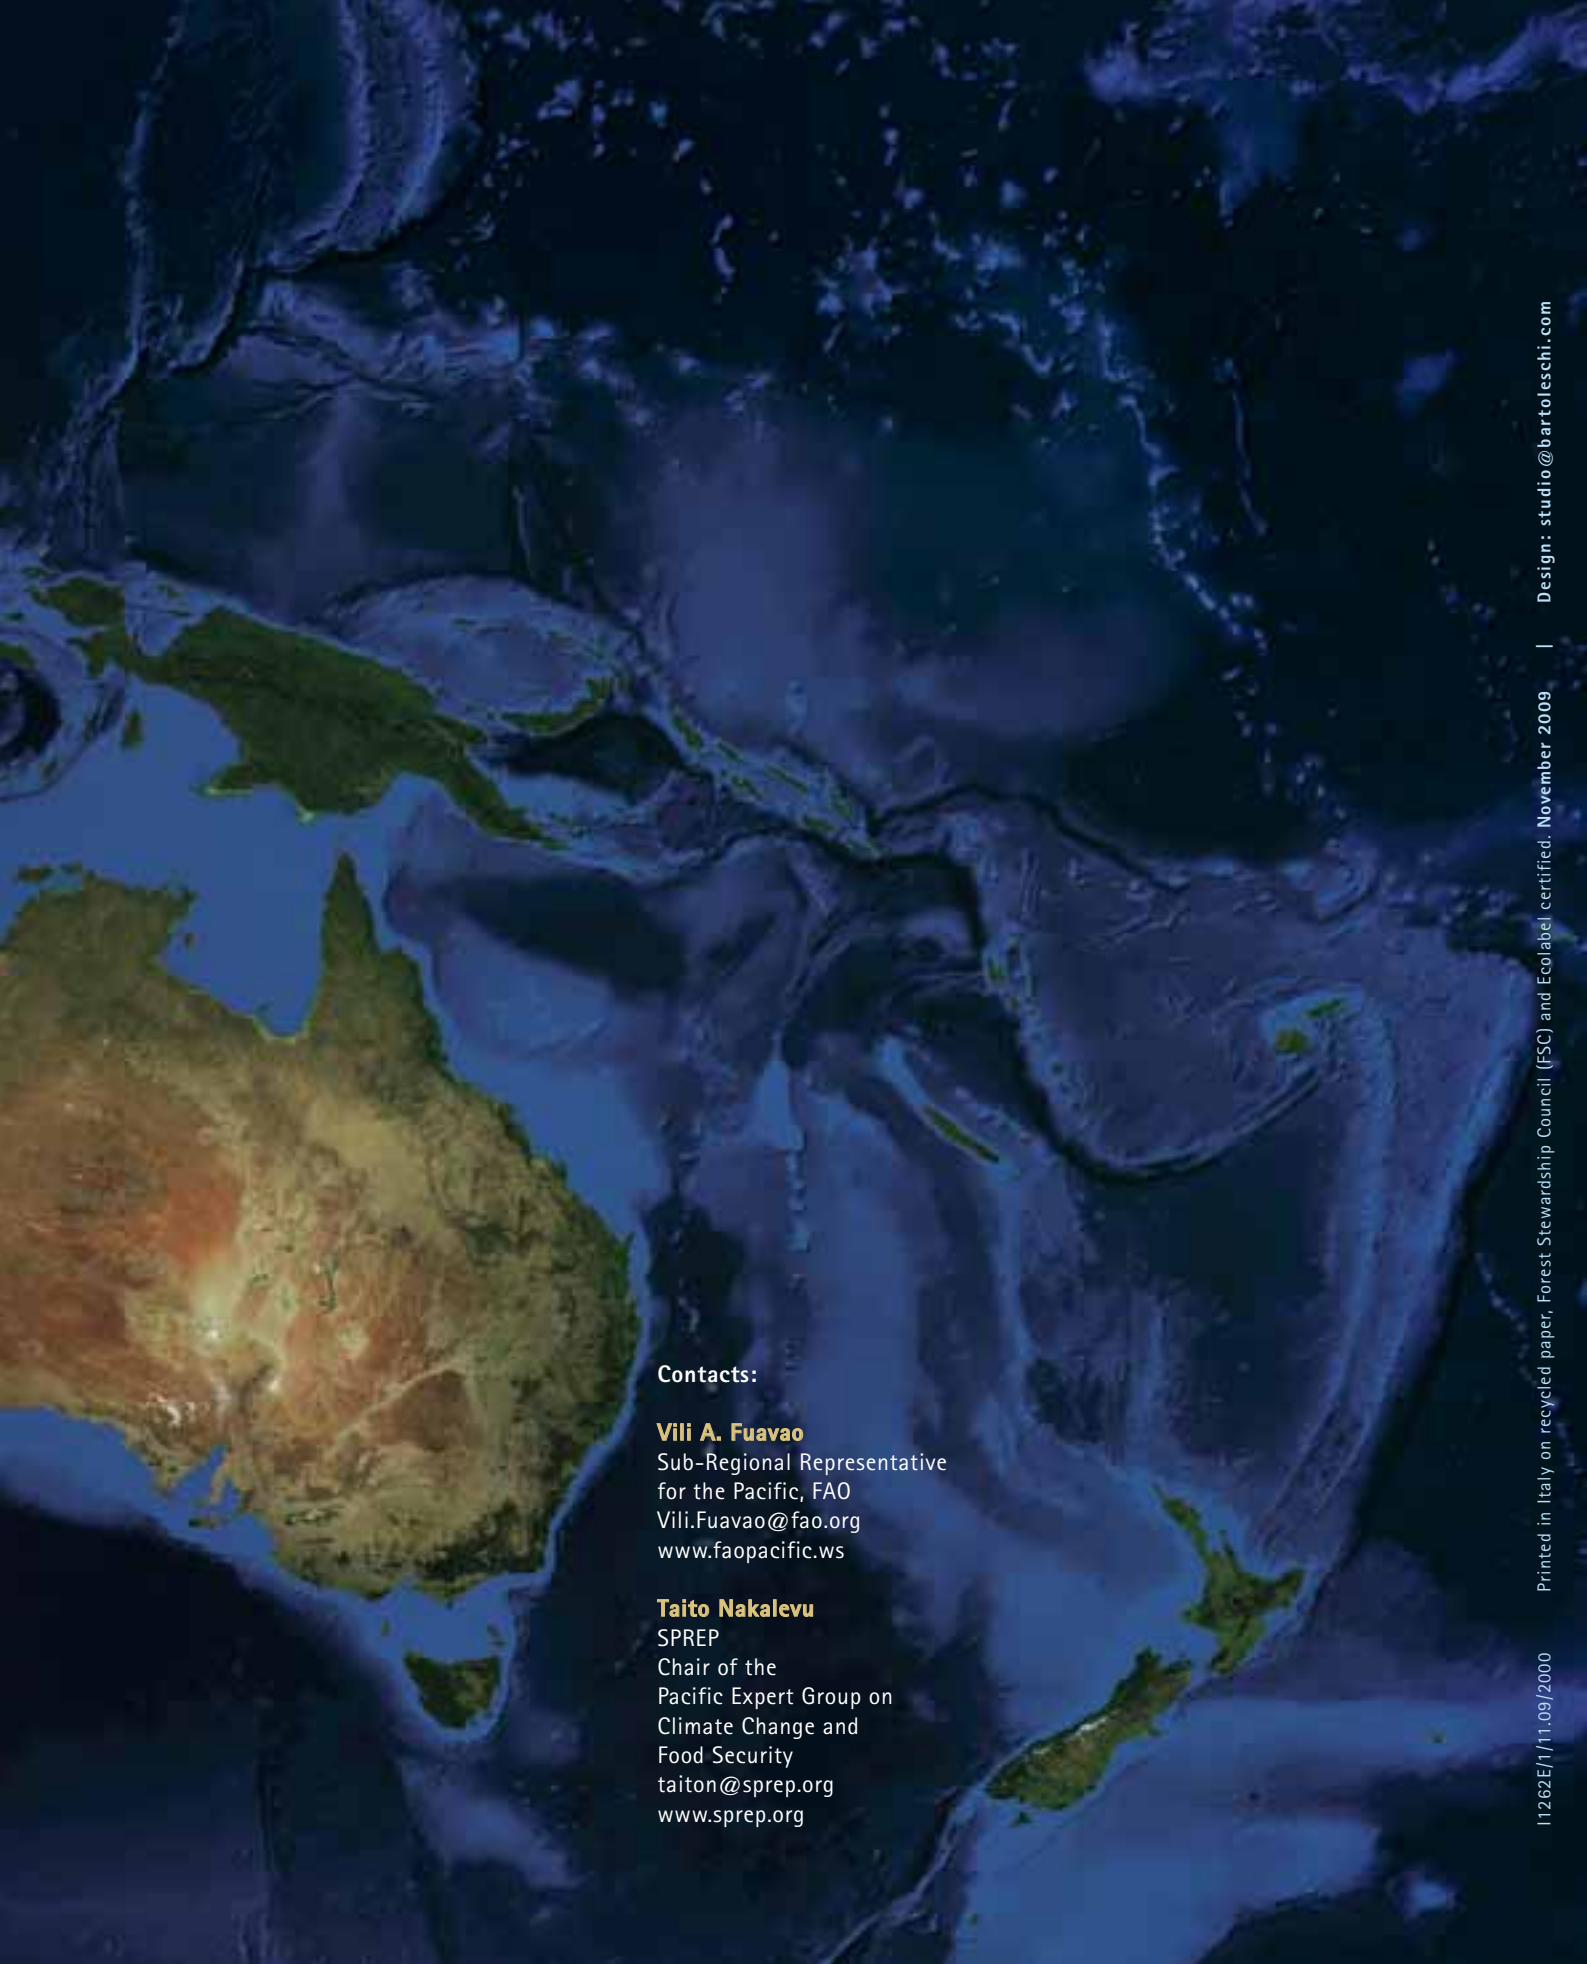 Contacts:
Vili A. Fuavao
Sub-Regional Representative
for the Pacific, FAO
Vili.Fuavao@fao.org
www.faopacific.ws
Taito Nakalevu
SPREP
Chair of the
Pacific Expert Group on
Climate Change and
Food Security
taiton@sprep.org
www.sprep.org
I1262E/1/11.09/2000 Printed in Italy on recycled paper, Forest Stewardship Council (FSC) and Ecolabel certified. November 2009 | Design: studio@bartoleschi.com